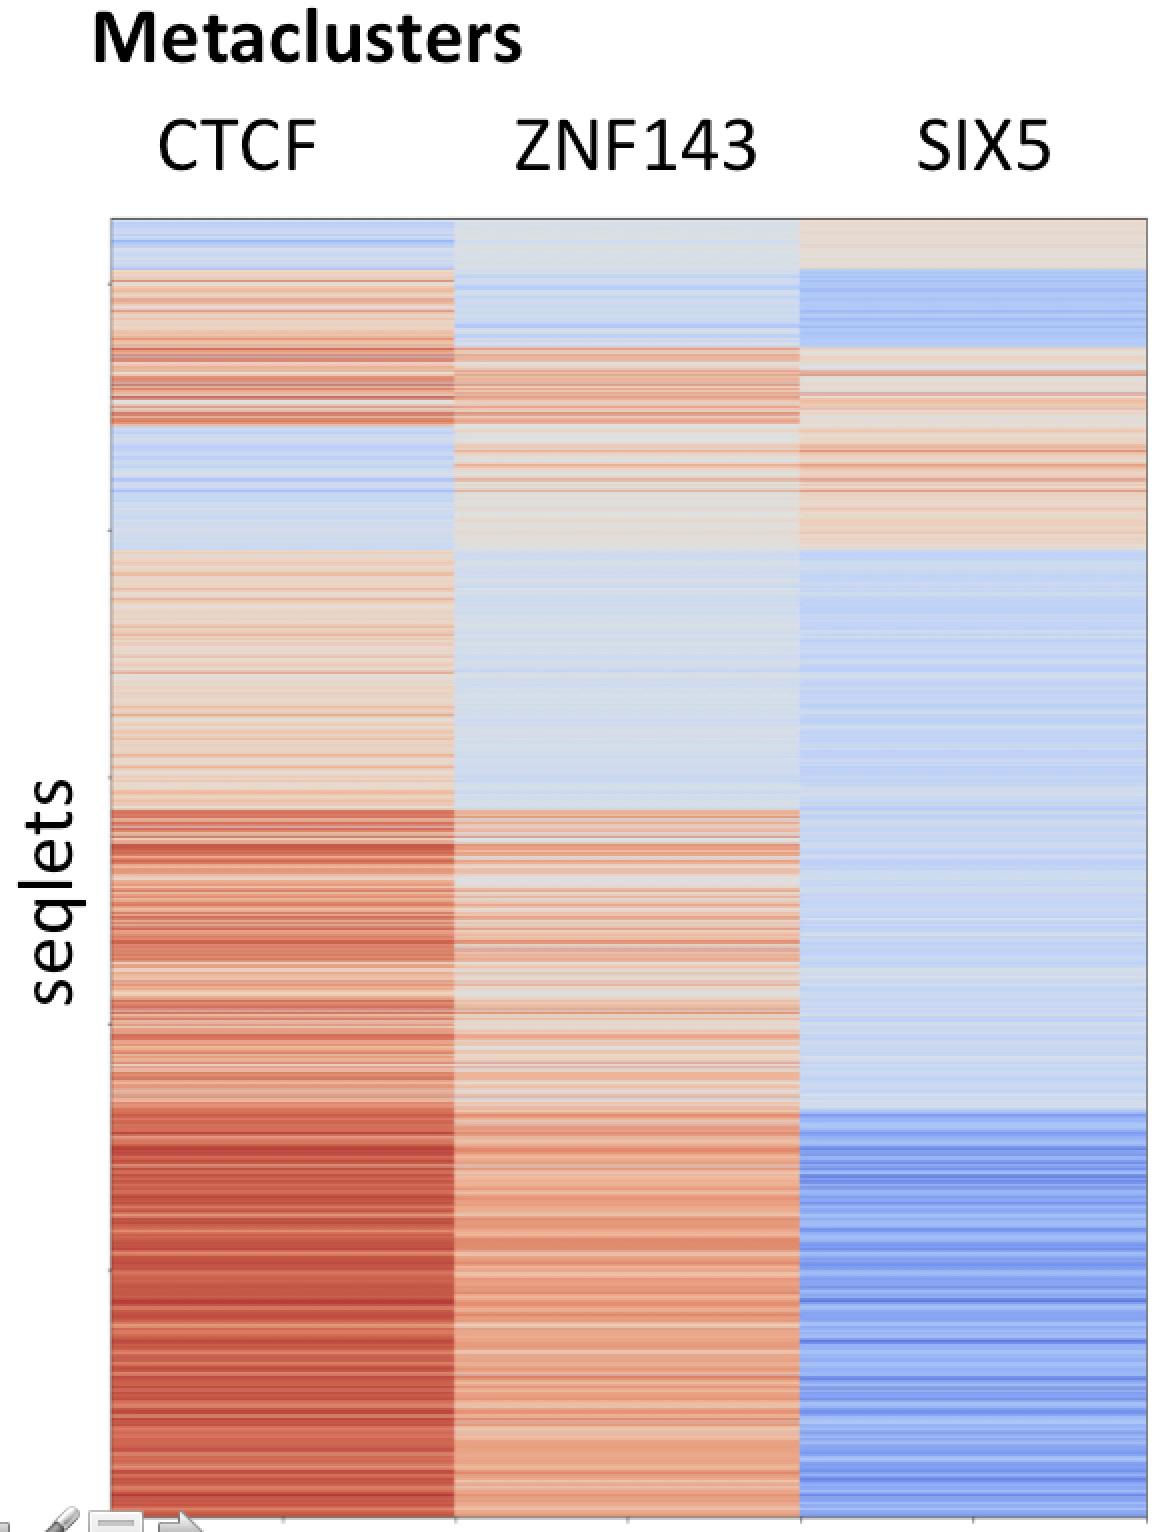 Metaclusters
CTCF ZNF143 SIX5
seqlets